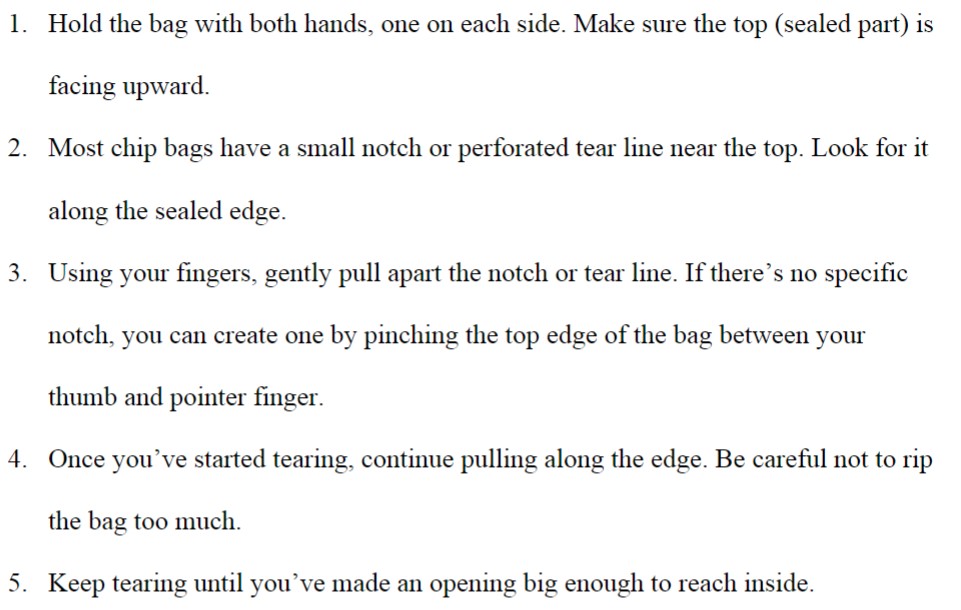 1. Hold the bag with both hands, one on each side. Make sure the top (sealed part) is
facing upward.
2. Most chip bags have a small notch or perforated tear line near the top. Look for it
along the sealed edge.
3. Using your fingers, gently pull apart the notch or tear line. If there’s no specific
notch, you can create one by pinching the top edge of the bag between your
thumb and pointer finger.
4. Once you’ve started tearing, continue pulling along the edge. Be careful not to rip
the bag too much.
5. Keep tearing until you’ve made an opening big enough to reach inside.